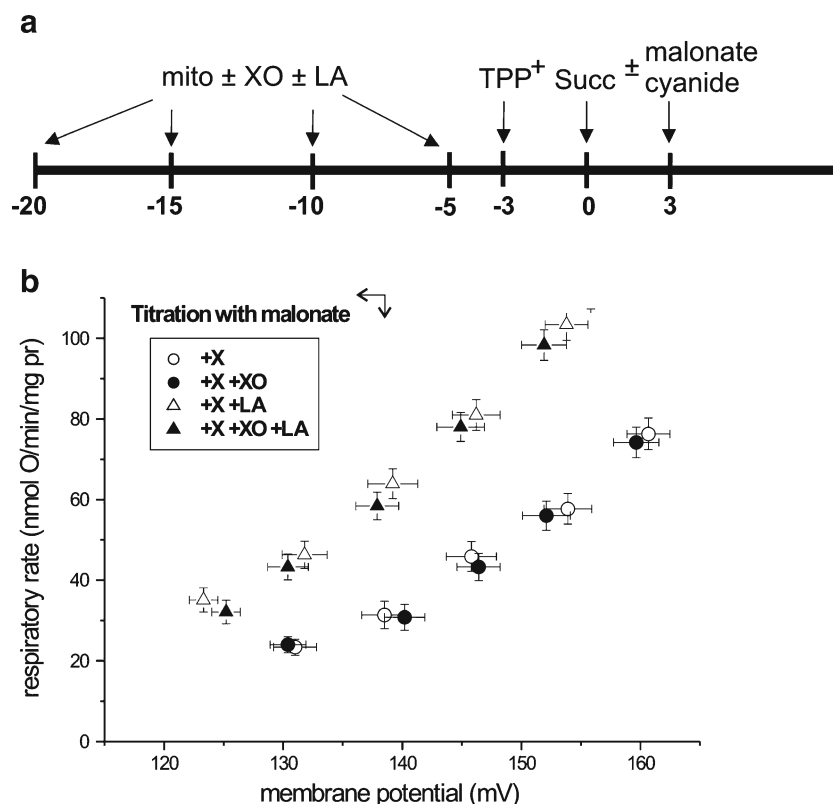 a
mito ± XO ± LA
TPP+ Succ ± malonate
cyanide
-20 -15 -10 -5 -3 0 3
b
Titration with malonate
+X
+X +XO
+X +LA
+X +XO +LA
respiratory rate (nmol O/min/mg pr)
100
80
60
40
20
0
120 130 140 150 160
membrane potential (mV)